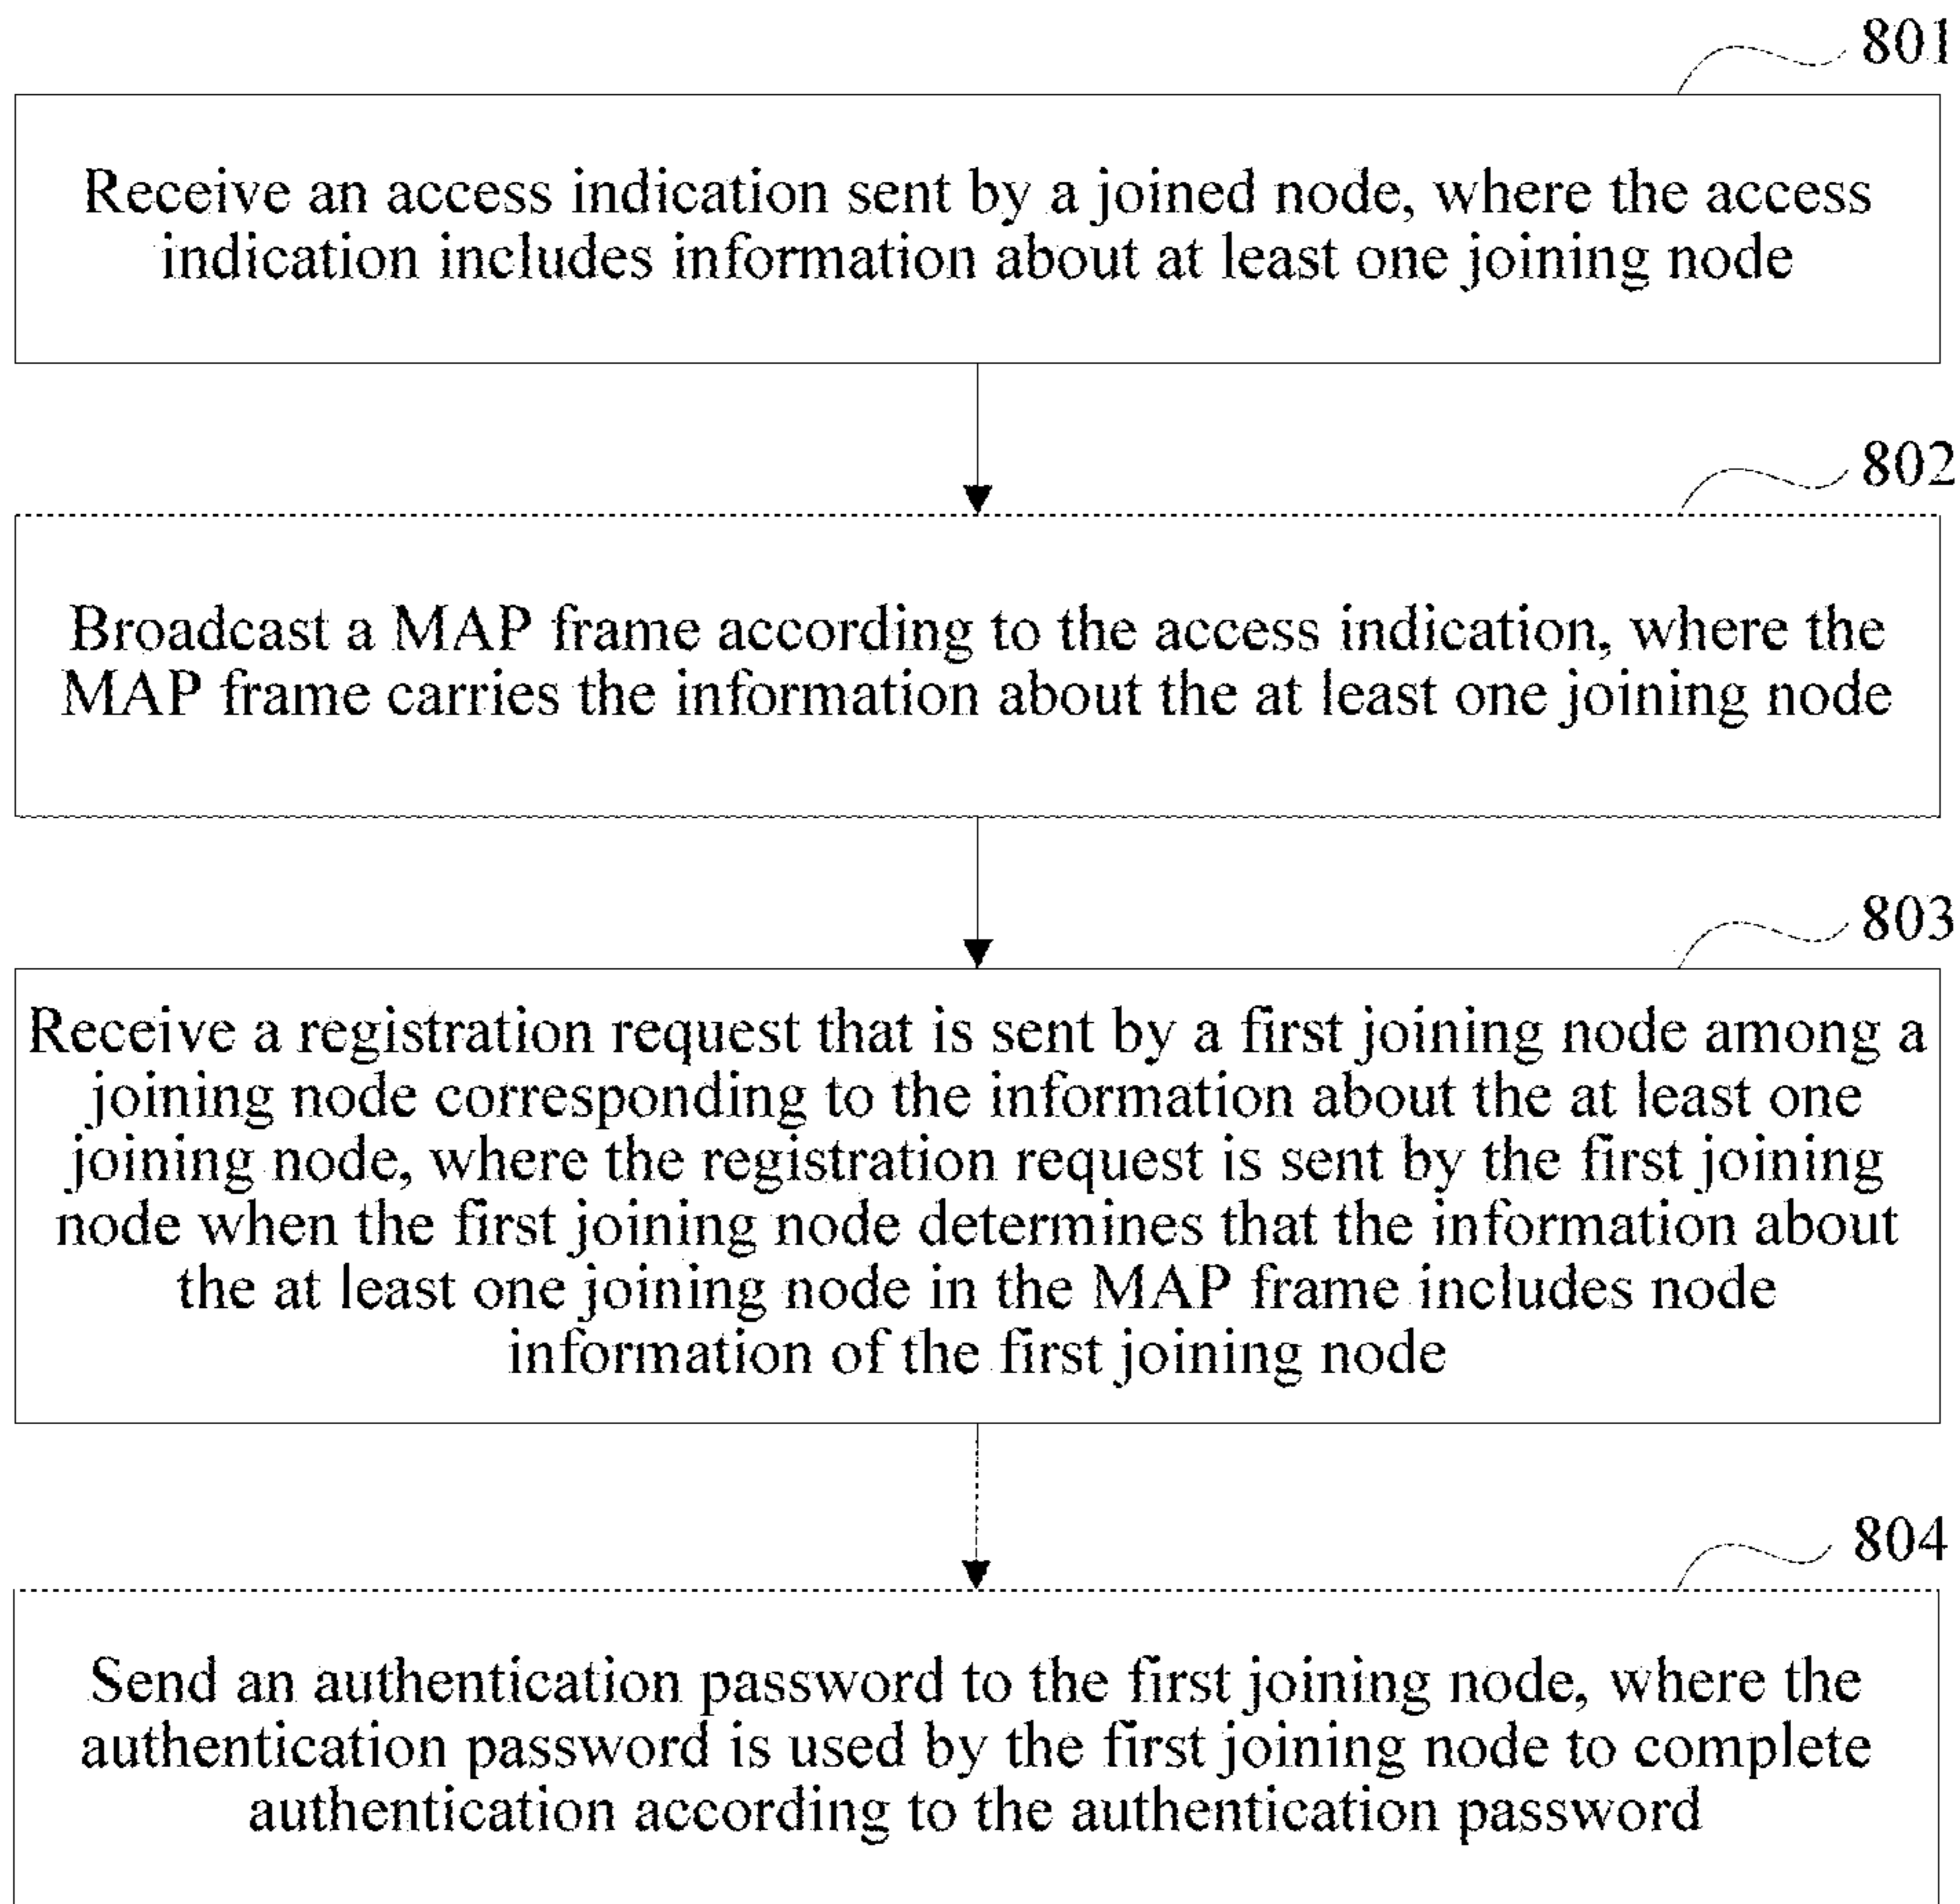 801
Receive an access indication sent by a joined node, where the access
indication includes information about at least one joining node
802
Broadcast a MAP frame according to the access indication, where the
MAP frame carries the information about the at least one joining node
803
Receive a registration request that is sent by a first joining node among a
joining node corresponding to the information about the at least one
joining node, where the registration request is sent by the first joining
node when the first joining node determines that the information about
the at least one joining node in the MAP frame includes node
information of the first joining node
804
Send an authentication password to the first joining node, where the
authentication password is used by the first joining node to complete
authentication according to the authentication password